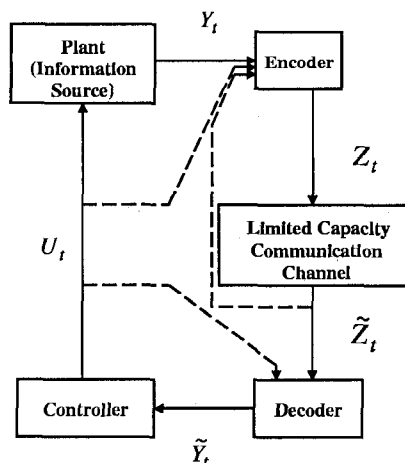 Y_t
Plant
(Information
Source)
Encoder
Z_t
Limited Capacity
Communication
Channel
U_t
Z̃_t
Controller
Decoder
Ỹ_t